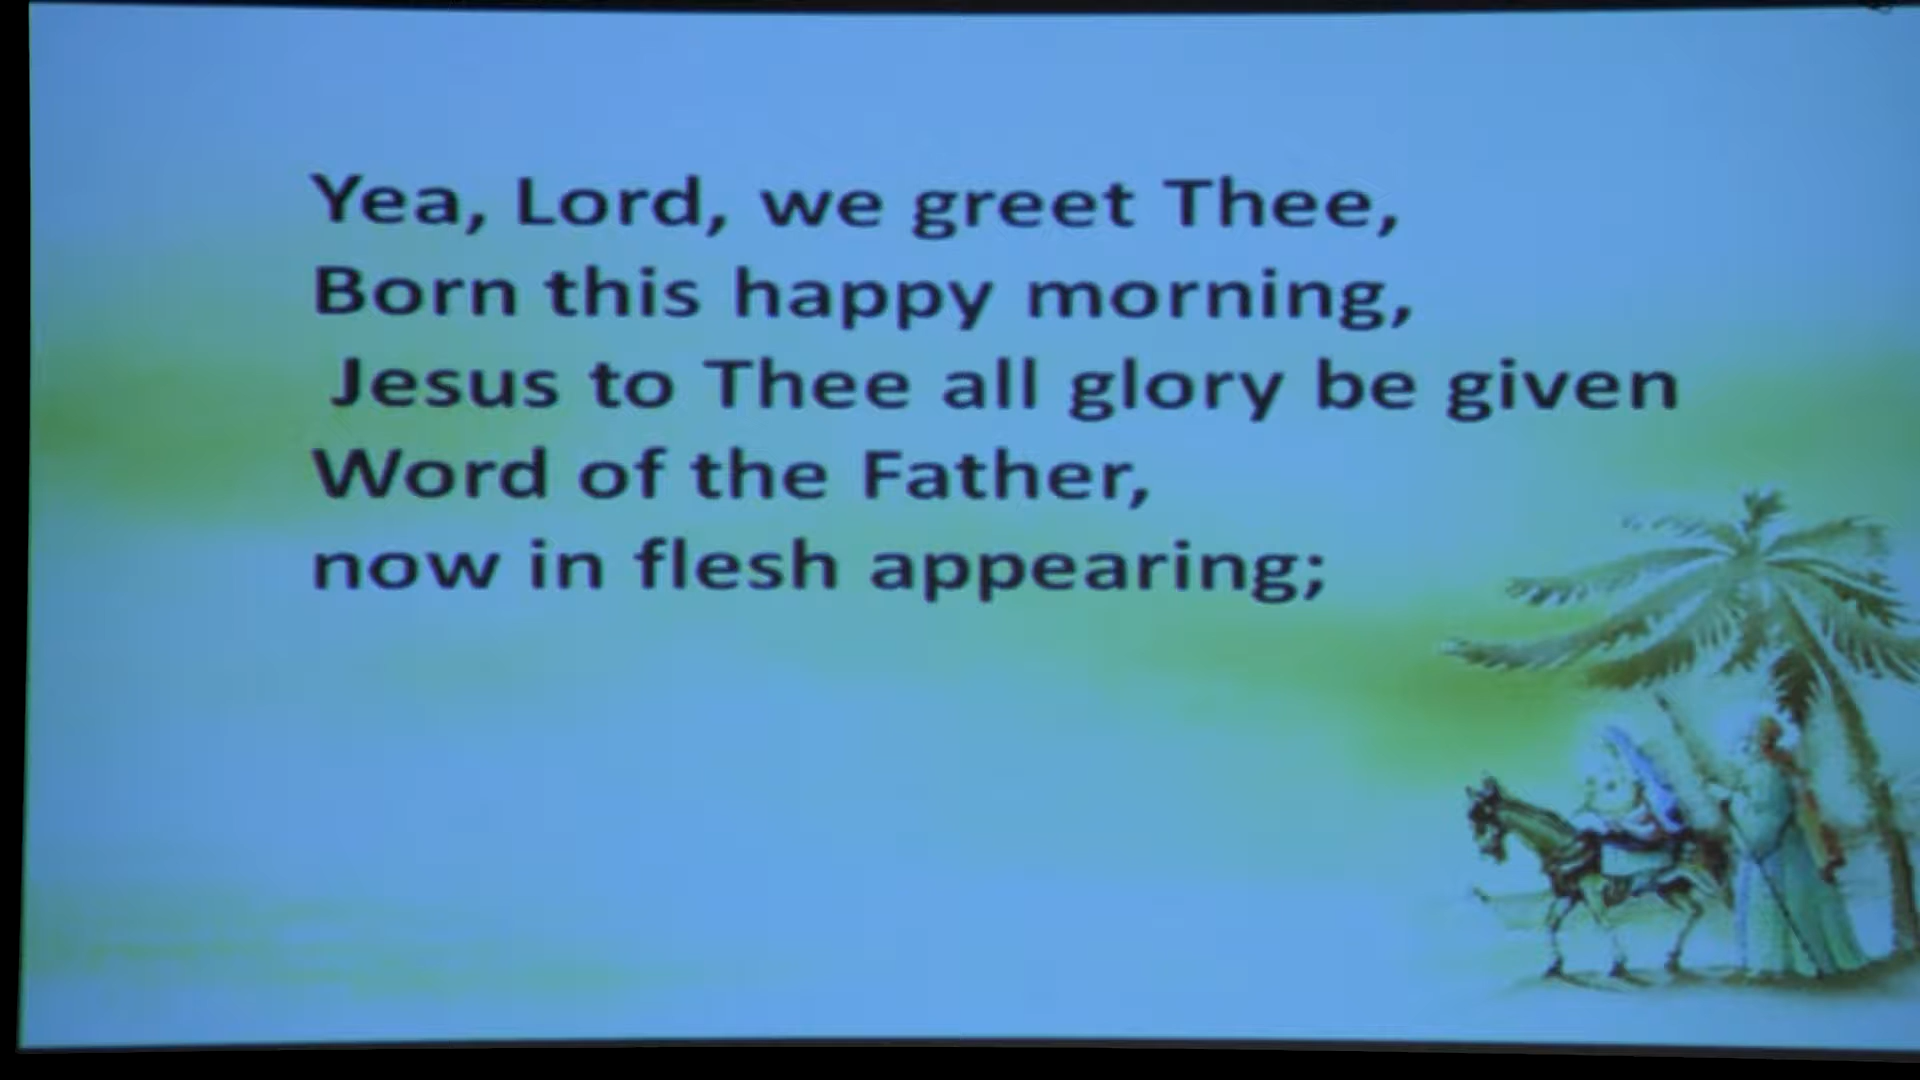 Yea, Lord, we greet Thee,
Born this happy morning,
Jesus to Thee all glory be given
Word of the Father,
now in flesh appearing;